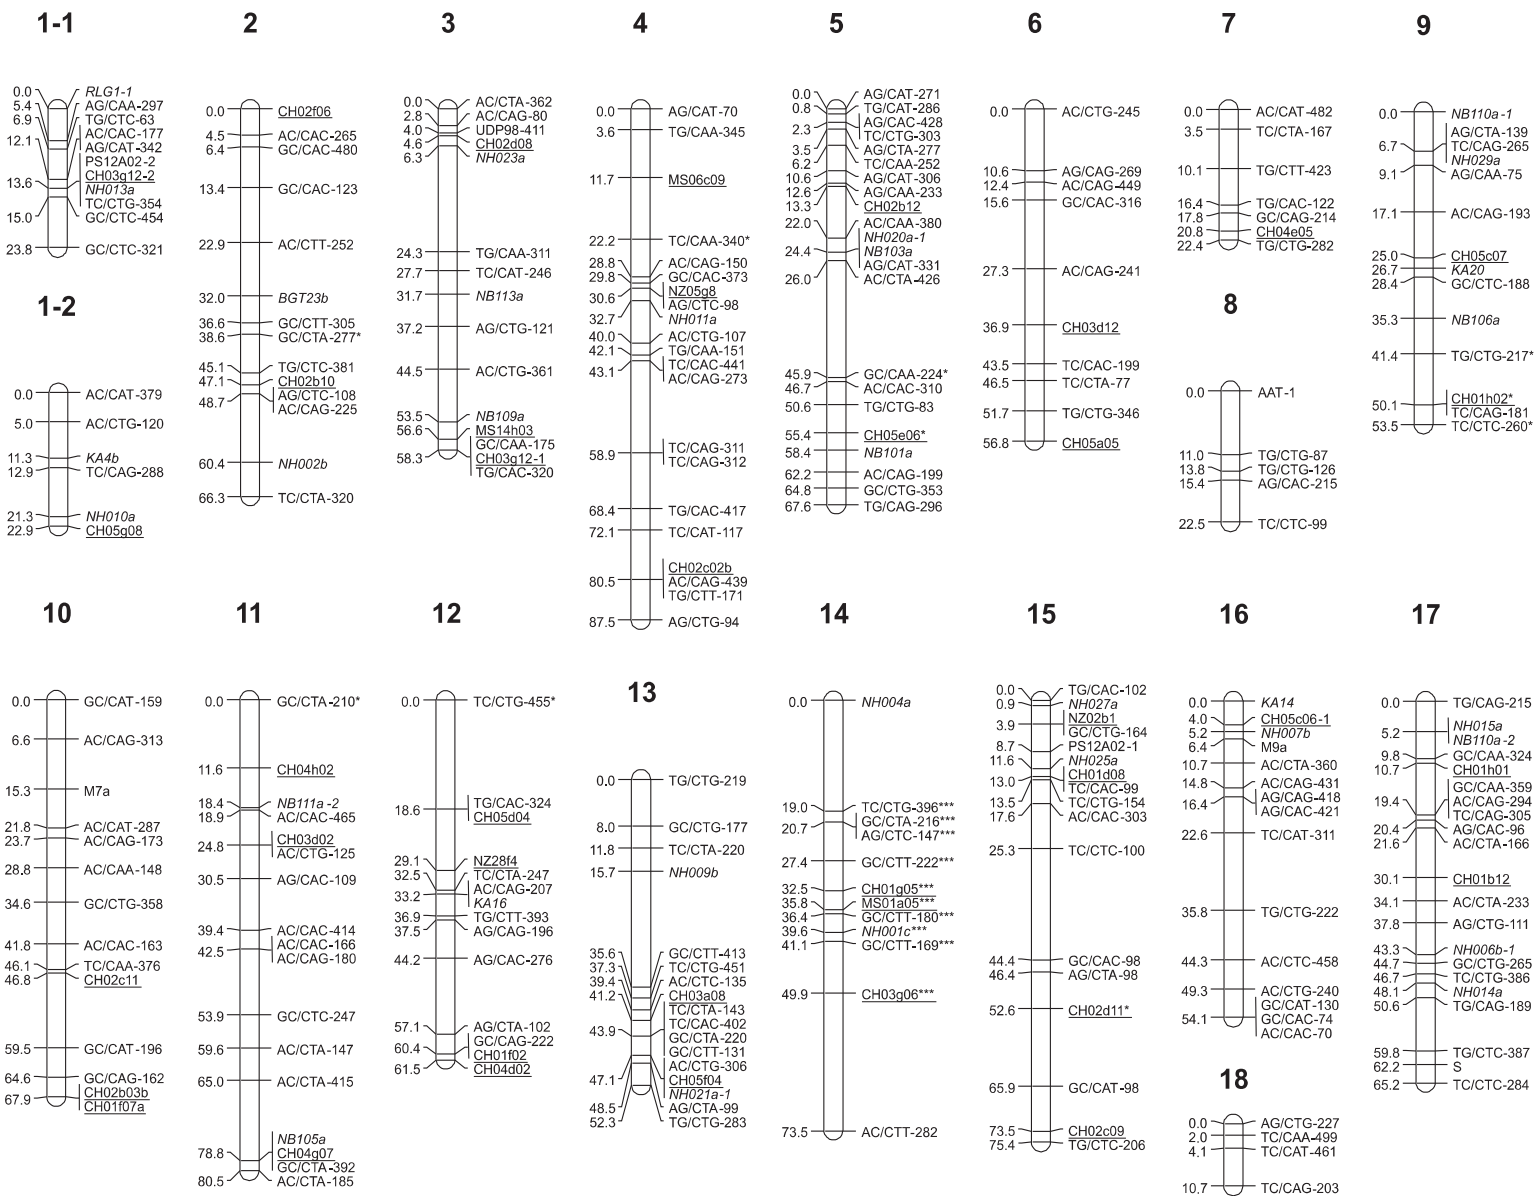 1-1
0.0 RLG1-1
5.4 AG/CAA-297
6.9 TG/CTC-63
12.1 AC/CAC-177
AG/CAT-342
PS12A02-2
CH03g12-2
13.6 NH013a
TC/CTG-354
15.0 GC/CTC-454
23.8 GC/CTC-321
1-2
0.0 AC/CAT-379
5.0 AC/CTG-120
11.3 KA4b
12.9 TC/CAG-288
21.3 NH010a
22.9 CH05g08
2
0.0 CH02f06
4.5 AC/CAC-265
6.4 GC/CAC-480
13.4 GC/CAC-123
22.9 AC/CTT-252
32.0 BGT23b
36.6 GC/CTT-305
38.6 GC/CTA-277*
45.1 TG/CTC-381
47.1 CH02b10
48.7 AG/CTC-108
AC/CAG-225
60.4 NH002b
66.3 TC/CTA-320
3
0.0 AC/CTA-362
2.8 AC/CAG-80
4.0 UDP98-411
4.6 CH02d08
6.3 NH023a
24.3 TG/CAA-311
27.7 TC/CAT-246
31.7 NB113a
37.2 AG/CTG-121
44.5 AC/CTG-361
53.5 NB109a
56.6 MS14h03
GC/CAA-175
58.3 CH03g12-1
TG/CAC-320
4
0.0 AG/CAT-70
3.6 TG/CAA-345
11.7 MS06c09
22.2 TC/CAA-340*
28.8 AC/CAG-150
29.8 GC/CAC-373
30.6 NZ05g8
AG/CTC-98
32.7 NH011a
40.0 AC/CTG-107
42.1 TG/CAA-151
43.1 TC/CAC-441
AC/CAG-273
58.9 TC/CAG-311
TC/CAG-312
68.4 TG/CAC-417
72.1 TC/CAT-117
CH02c02b
80.5 AC/CAG-439
TG/CTT-171
87.5 AG/CTG-94
5
0.0 AG/CAT-271
0.8 TG/CAT-286
2.3 AG/CAC-428
TC/CTG-303
3.5 AG/CTA-277
6.2 TC/CAA-252
10.6 AG/CAT-306
12.6 AG/CAA-233
13.3 CH02b12
22.0 AC/CAA-380
NH020a-1
24.4 NB103a
AG/CAT-331
26.0 AC/CTA-426
45.9 GC/CAA-224*
46.7 AC/CAC-310
50.6 TG/CTG-83
55.4 CH05e06*
58.4 NB101a
62.2 AC/CAG-199
64.8 GC/CTG-353
67.6 TG/CAG-296
6
0.0 AC/CTG-245
10.6 AG/CAG-269
12.4 AC/CAG-449
15.6 GC/CAC-316
27.3 AC/CAG-241
36.9 CH03d12
43.5 TC/CAC-199
46.5 TC/CTA-77
51.7 TG/CTG-346
56.8 CH05a05
7
0.0 AC/CAT-482
3.5 TC/CTA-167
10.1 TG/CTT-423
16.4 TG/CAC-122
17.8 GC/CAG-214
20.8 CH04e05
22.4 TG/CTG-282
8
0.0 AAT-1
11.0 TG/CTG-87
13.8 TG/CTG-126
15.4 AG/CAC-215
22.5 TC/CTC-99
9
0.0 NB110a-1
AG/CTA-139
6.7 TC/CAG-265
NH029a
9.1 AG/CAA-75
17.1 AC/CAG-193
25.0 CH05c07
26.7 KA20
28.4 GC/CTC-188
35.3 NB106a
41.4 TG/CTG-217*
50.1 CH01h02*
TC/CAG-181
53.5 TC/CTC-260*
10
0.0 GC/CAT-159
6.6 AC/CAG-313
15.3 M7a
21.8 AC/CAT-287
23.7 AC/CAG-173
28.8 AC/CAA-148
34.6 GC/CTG-358
41.8 AC/CAC-163
46.1 TC/CAA-376
46.8 CH02c11
59.5 GC/CAT-196
64.6 GC/CAG-162
67.9 CH02b03b
CH01f07a
11
0.0 GC/CTA-210*
11.6 CH04h02
18.4 NB111a-2
18.9 AC/CAC-465
24.8 CH03d02
AC/CTG-125
30.5 AG/CAC-109
39.4 AC/CAC-414
42.5 AC/CAC-166
AC/CAG-180
53.9 GC/CTC-247
59.6 AC/CTA-147
65.0 AC/CTA-415
NB105a
78.8 CH04g07
GC/CTA-392
80.5 AC/CTA-185
12
0.0 TC/CTG-455*
18.6 TG/CAC-324
CH05d04
29.1 NZ28f4
32.5 TC/CTA-247
33.2 AC/CAG-207
KA16
36.9 TG/CTT-393
37.5 AG/CAG-196
44.2 AG/CAC-276
57.1 AG/CTA-102
GC/CAG-222
60.4 CH01f02
61.5 CH04d02
13
0.0 TG/CTG-219
8.0 GC/CTG-177
11.8 TC/CTA-220
15.7 NH009b
35.6 GC/CTT-413
37.3 TC/CTG-451
39.4 AC/CTC-135
41.2 CH03a08
TC/CTA-143
43.9 TC/CAC-402
GC/CTA-220
GC/CTT-131
AC/CTG-306
47.1 CH05f04
NH021a-1
48.5 AG/CTA-99
52.3 TG/CTG-283
14
0.0 NH004a
19.0 TC/CTG-396***
20.7 GC/CTA-216***
AG/CTC-147***
27.4 GC/CTT-222***
32.5 CH01g05***
35.8 MS01a05***
36.4 GC/CTT-180***
39.6 NH001c***
41.1 GC/CTT-169***
49.9 CH03g06***
73.5 AC/CTT-282
15
0.0 TG/CAC-102
0.9 NH027a
3.9 NZ02b1
GC/CTG-164
8.7 PS12A02-1
11.6 NH025a
13.0 CH01d08
TC/CAC-99
13.5 TC/CTG-154
17.6 AC/CAC-303
25.3 TC/CTC-100
44.4 GC/CAC-98
46.4 AG/CTA-98
52.6 CH02d11*
65.9 GC/CAT-98
73.5 CH02c09
75.4 TG/CTC-206
16
0.0 KA14
4.0 CH05c06-1
5.2 NH007b
6.4 M9a
10.7 AC/CTA-360
14.8 AC/CAG-431
16.4 AG/CAG-418
AG/CAC-421
22.6 TC/CAT-311
35.8 TG/CTG-222
44.3 AC/CTC-458
49.3 AC/CTG-240
GC/CAT-130
54.1 GC/CAC-74
AC/CAC-70
18
0.0 AG/CTG-227
2.0 TC/CAA-499
4.1 TC/CAT-461
10.7 TC/CAG-203
17
0.0 TG/CAG-215
5.2 NH015a
NB110a-2
9.8 GC/CAA-324
10.7 CH01h01
GC/CAA-359
19.4 AC/CAG-294
TC/CAG-305
20.4 AG/CAC-96
21.6 AC/CTA-166
30.1 CH01b12
34.1 AC/CTA-233
37.8 AG/CTG-111
43.3 NH006b-1
44.7 GC/CTG-265
46.7 TC/CTG-386
48.1 NH014a
50.6 TG/CAG-189
59.8 TG/CTC-387
62.2 S
65.2 TC/CTC-284